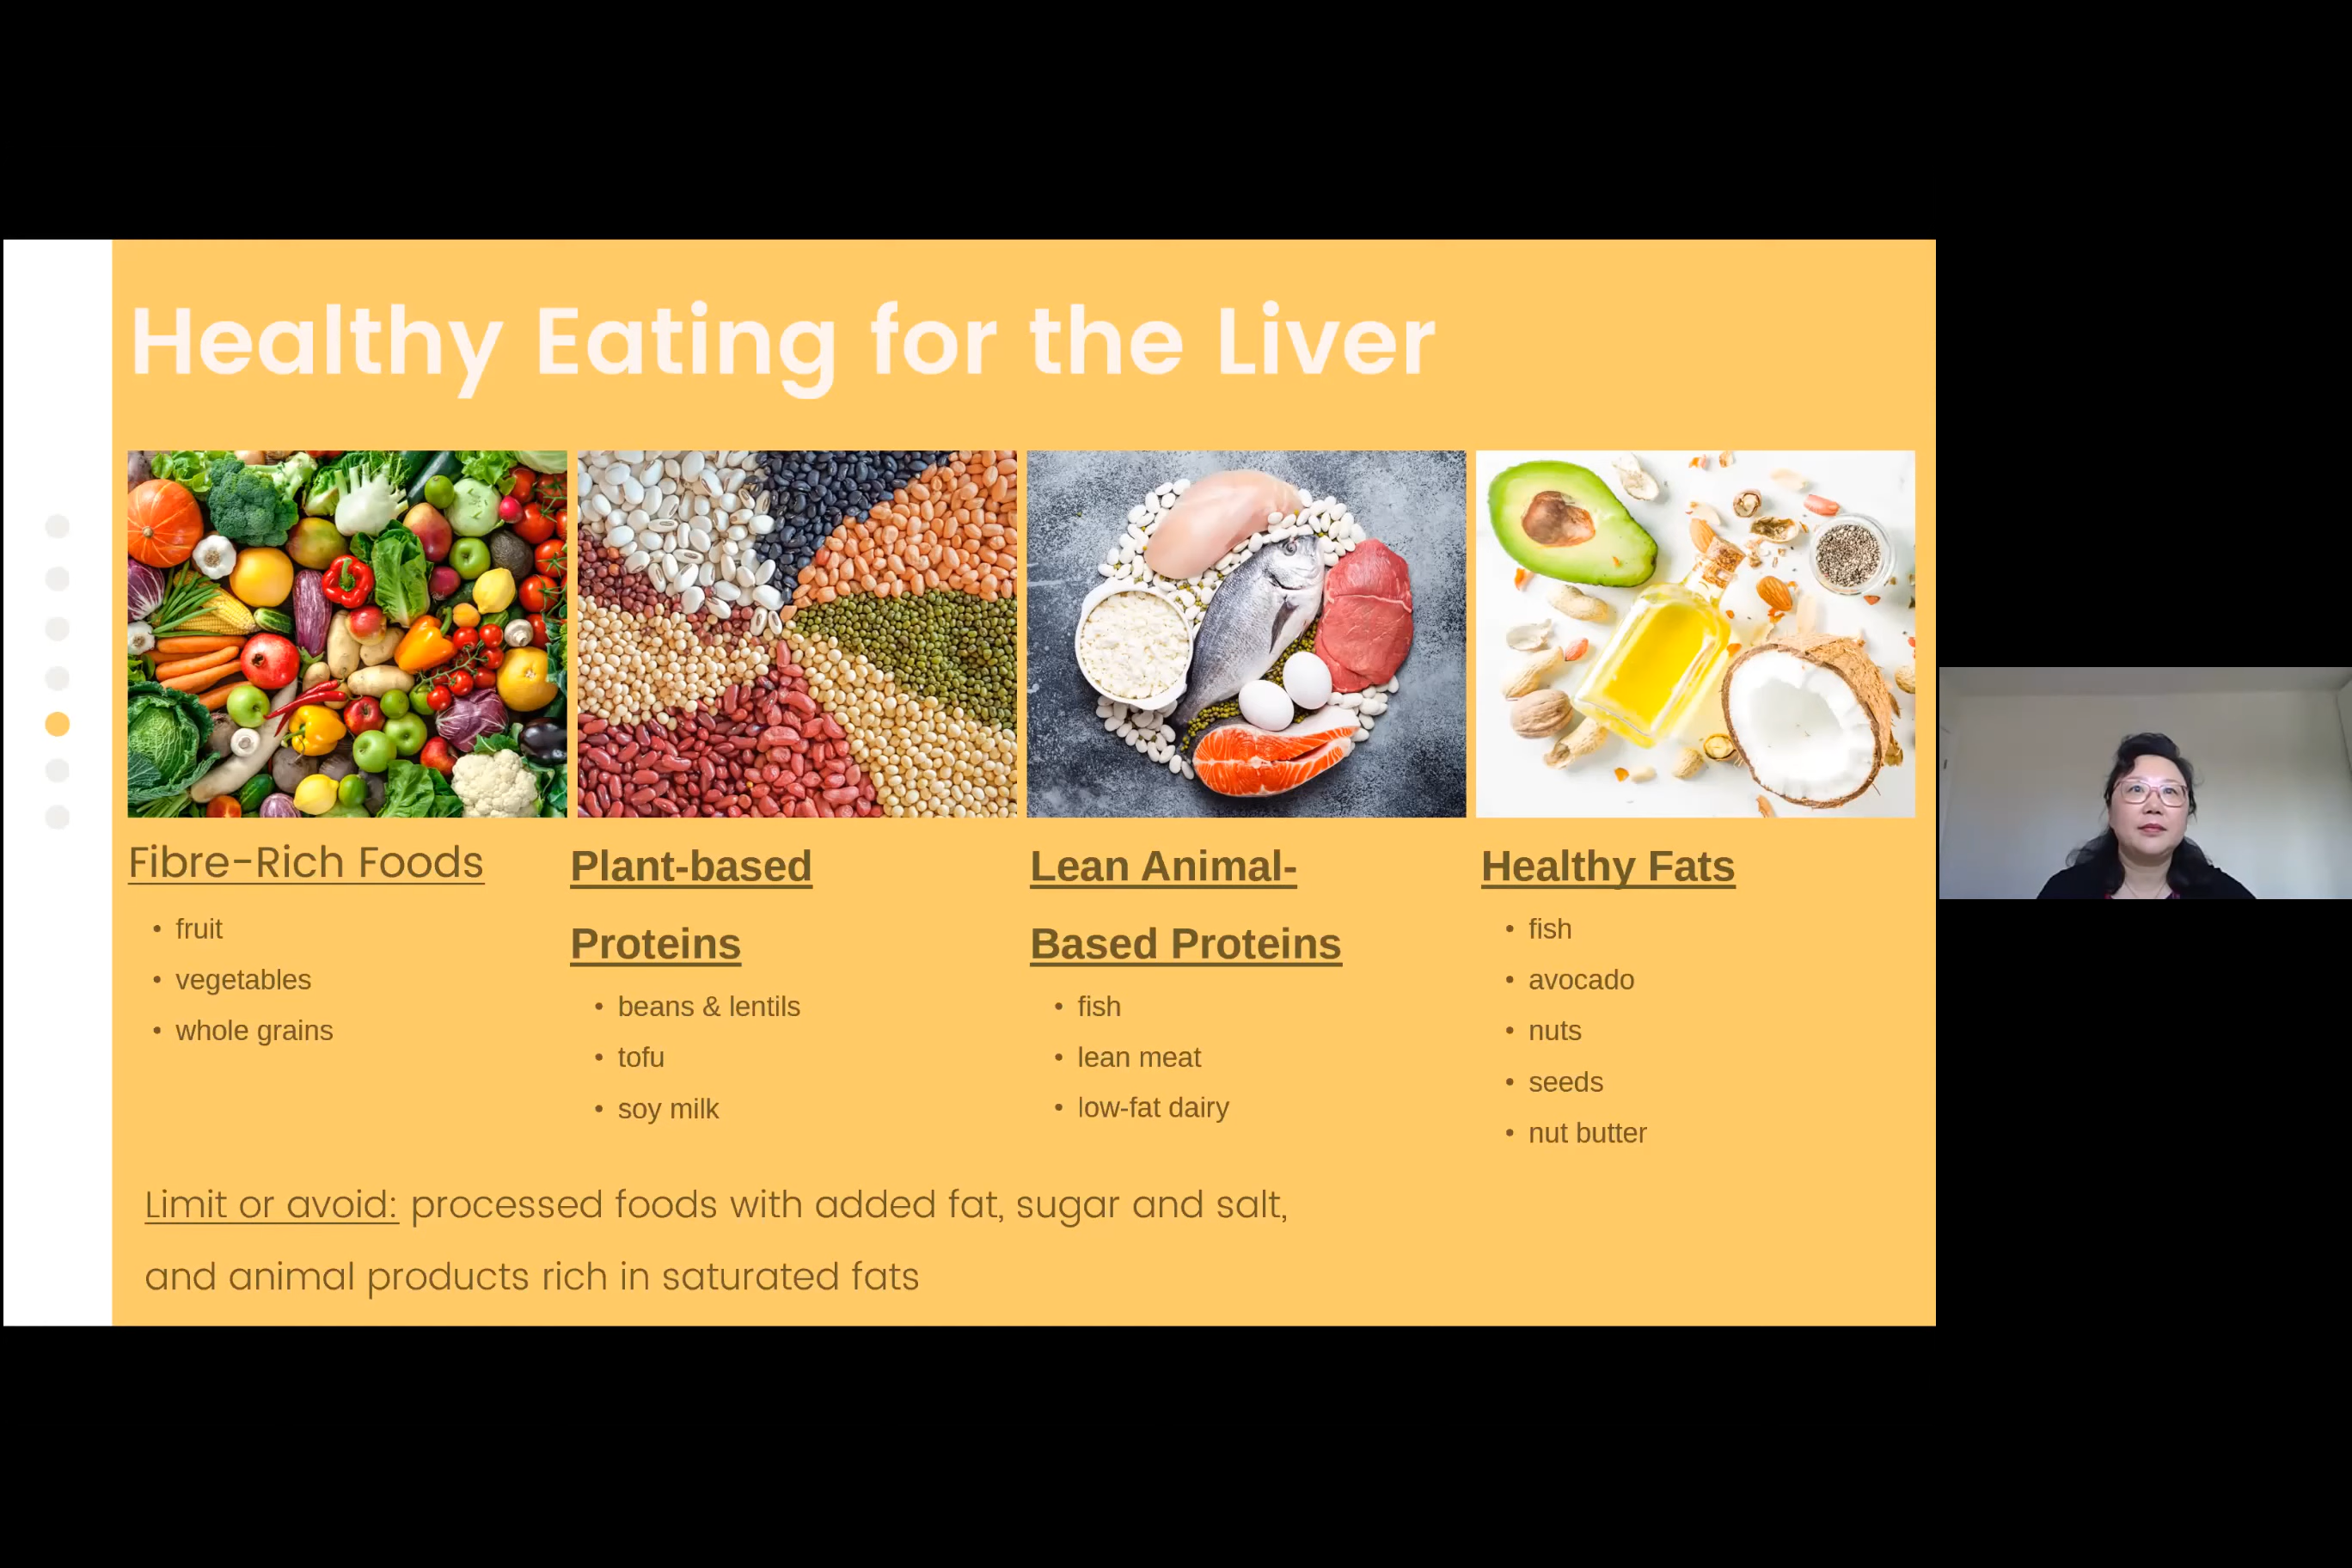 Healthy Eating for the Liver
Fibre-Rich Foods
• fruit
• vegetables
• whole grains
Plant-based
Proteins
• beans & lentils
• tofu
• soy milk
Lean Animal-
Based Proteins
• fish
• lean meat
• low-fat dairy
Healthy Fats
• fish
• avocado
• nuts
• seeds
• nut butter
Limit or avoid: processed foods with added fat, sugar and salt,
and animal products rich in saturated fats